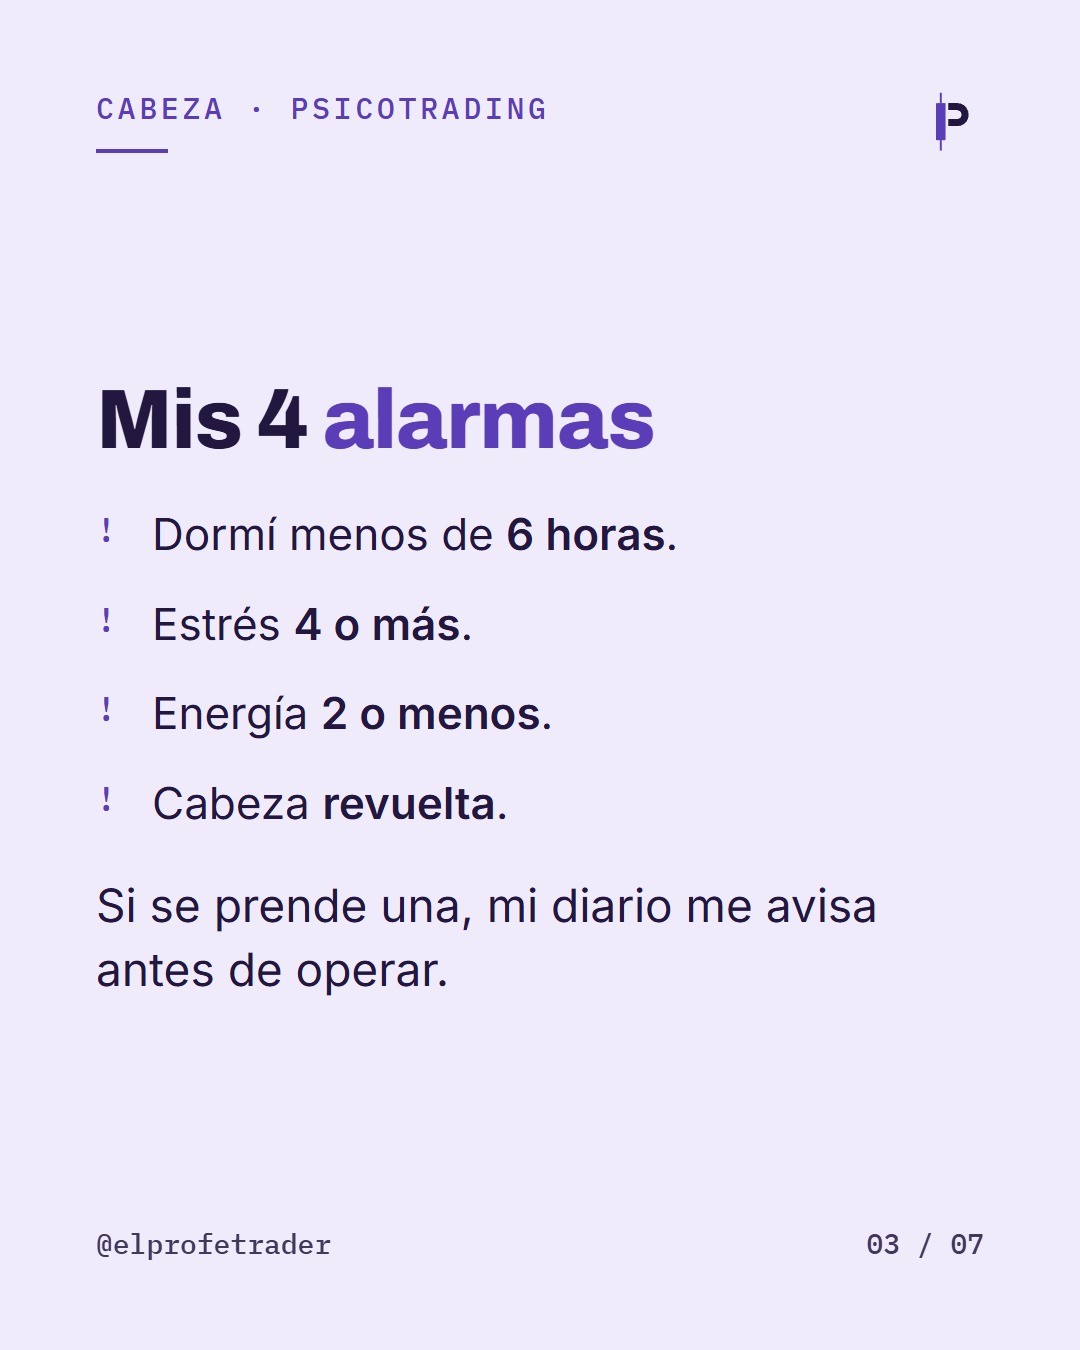 CABEZA · PSICOTRADING
Mis 4 alarmas
! Dormí menos de 6 horas.
! Estrés 4 o más.
! Energía 2 o menos.
! Cabeza revuelta.
Si se prende una, mi diario me avisa
antes de operar.
@elprofetrader
03 / 07